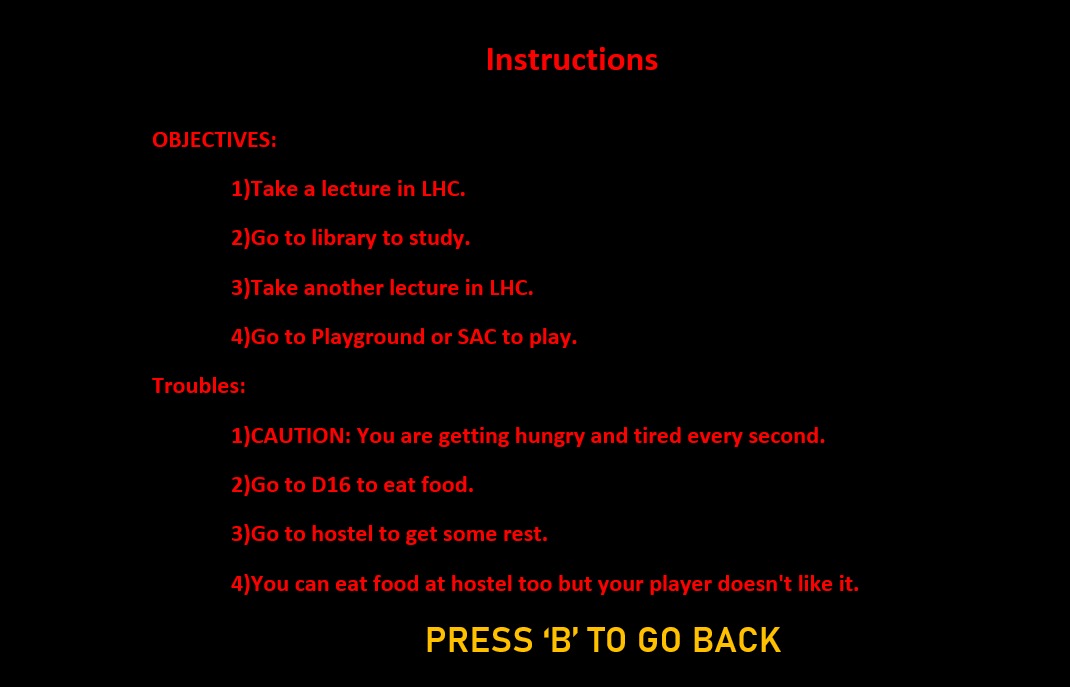 Instructions
OBJECTIVES:
1)Take a lecture in LHC.
2)Go to library to study.
3)Take another lecture in LHC.
4)Go to Playground or SAC to play.
Troubles:
1)CAUTION: You are getting hungry and tired every second.
2)Go to D16 to eat food.
3)Go to hostel to get some rest.
4)You can eat food at hostel too but your player doesn't like it.
PRESS ‘B’ TO GO BACK